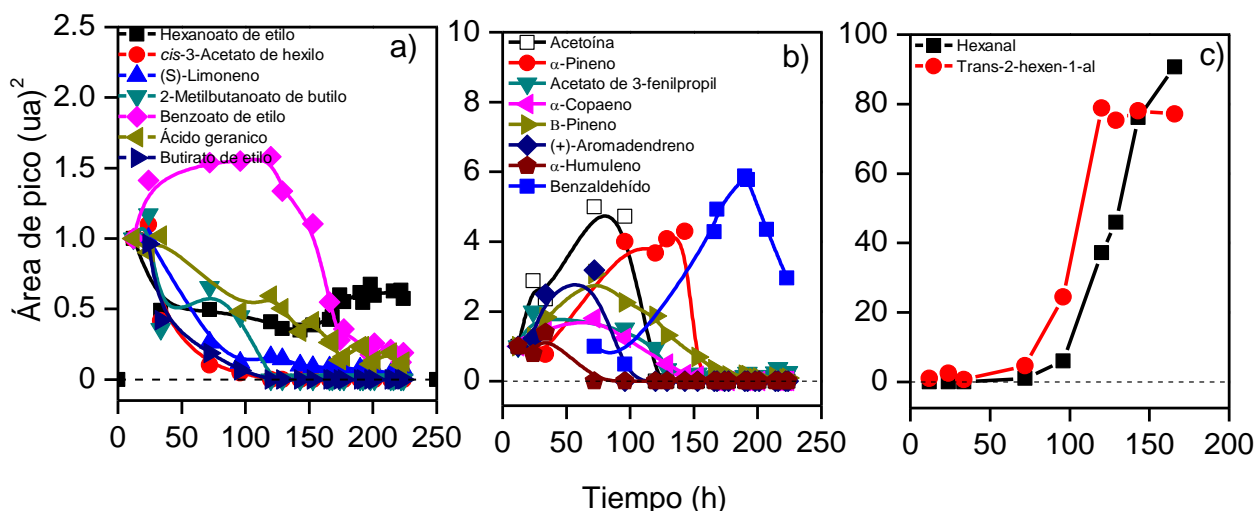 a)
Hexanoato de etilo
cis-3-Acetato de hexilo
(S)-Limoneno
2-Metilbutanoato de butilo
Benzoato de etilo
Ácido geranico
Butirato de etilo
2.5
2.0
1.5
1.0
0.5
0
0 50 100 150 200 250
Área de pico (ua)²
b)
Acetoína
α-Pineno
Acetato de 3-fenilpropil
α-Copaeno
Β-Pineno
(+)-Aromadendreno
α-Humuleno
Benzaldehído
10
8
6
4
2
0
0 50 100 150 200
Tiempo (h)
c)
Hexanal
Trans-2-hexen-1-al
100
80
60
40
20
0
0 50 100 150 200